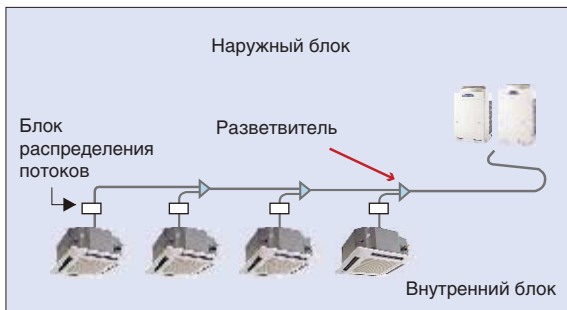 Наружный блок
Блок
распределения
потоков
Разветвитель
Внутренний блок